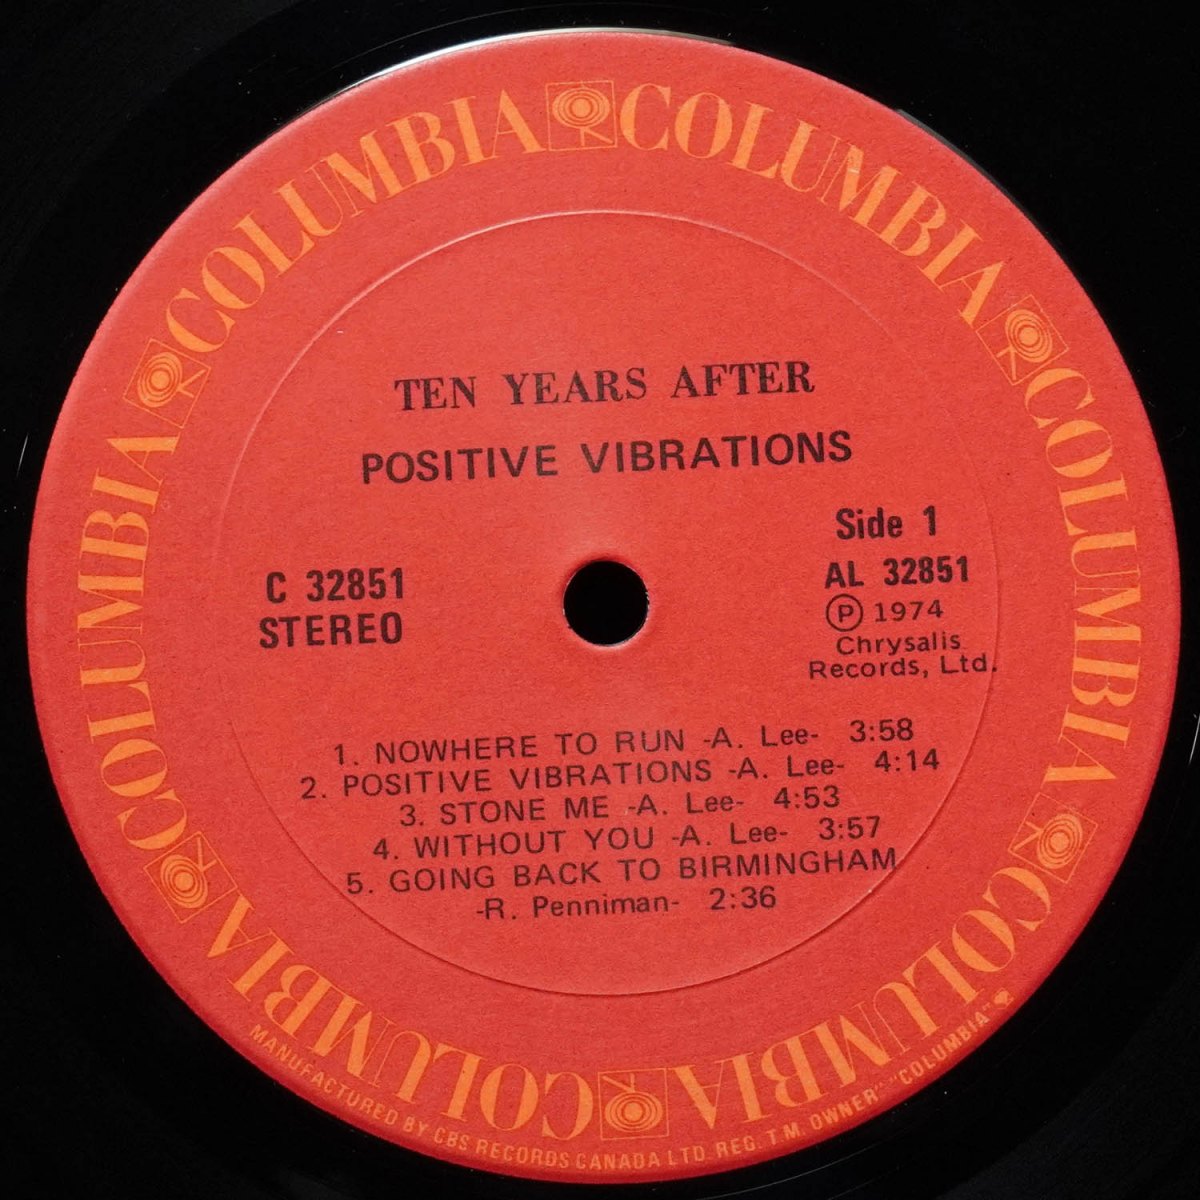 COLUMBIA COLUMBIA COLUMBIA COLUMBIA COLUMBIA COLUMBIA
TEN YEARS AFTER
POSITIVE VIBRATIONS
Side 1
C 32851
STEREO
AL 32851
Ⓟ 1974
Chrysalis
Records, Ltd.
1. NOWHERE TO RUN -A. Lee- 3:58
2. POSITIVE VIBRATIONS -A. Lee- 4:14
3. STONE ME -A. Lee- 4:53
4. WITHOUT YOU -A. Lee- 3:57
5. GOING BACK TO BIRMINGHAM
-R. Penniman- 2:36
MANUFACTURED BY CBS RECORDS CANADA LTD REG. T.M. OWNER "COLUMBIA"